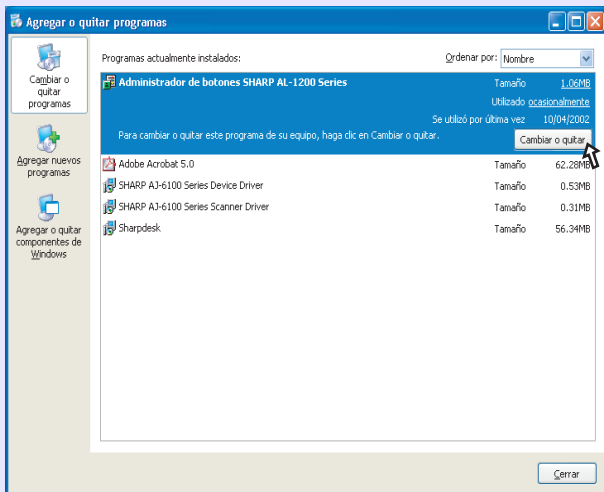 Agregar o quitar programas
Cambiar o
quitar
programas
Agregar nuevos
programas
Agregar o quitar
componentes de
Windows
Programas actualmente instalados:
Ordenar por: Nombre
Administrador de botones SHARP AL-1200 Series Tamaño 1.06MB
Utilizado ocasionalmente
Se utilizó por última vez 10/04/2002
Para cambiar o quitar este programa de su equipo, haga clic en Cambiar o quitar. Cambiar o quitar
Adobe Acrobat 5.0 Tamaño 62.28MB
SHARP AJ-6100 Series Device Driver Tamaño 0.53MB
SHARP AJ-6100 Series Scanner Driver Tamaño 0.31MB
Sharpdesk Tamaño 56.34MB
Cerrar